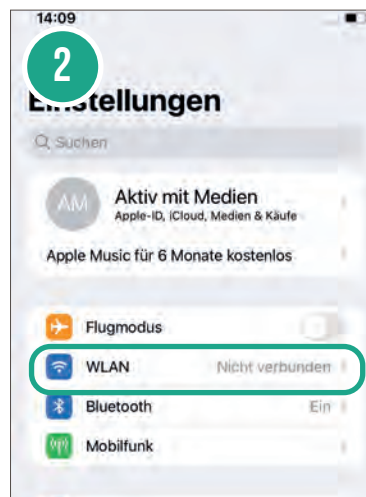 14:09
2
Einstellungen
Suchen
AM
Aktiv mit Medien
Apple-ID, iCloud, Medien & Käufe
Apple Music für 6 Monate kostenlos
Flugmodus
WLAN
Nicht verbunden
Bluetooth
Ein
Mobilfunk